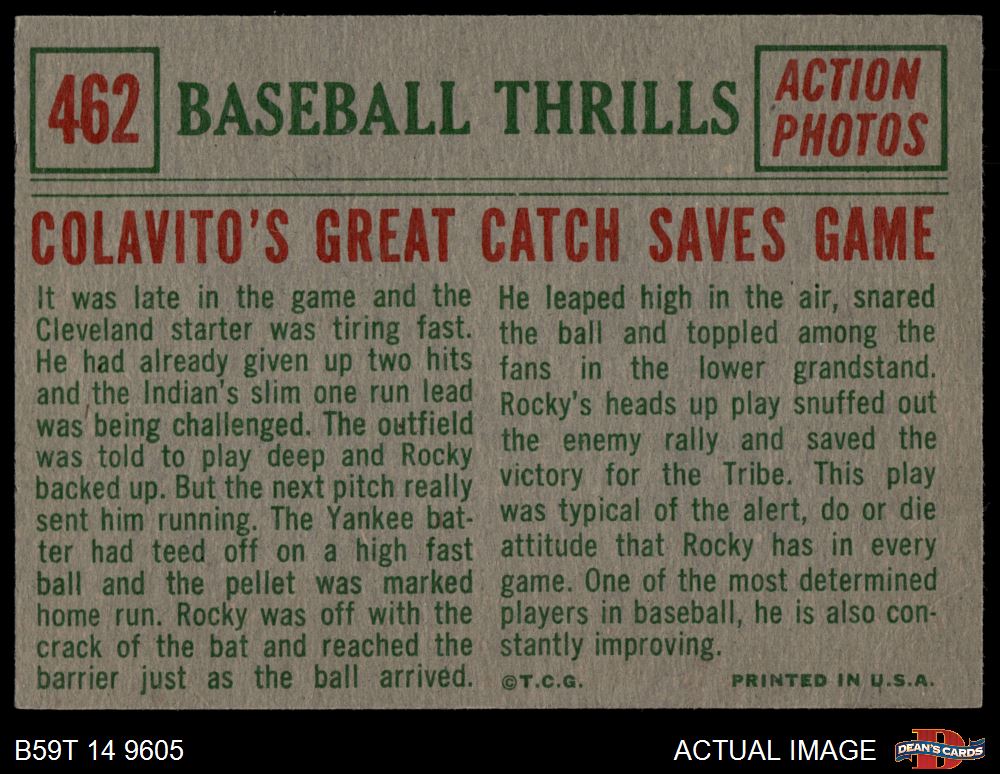 462
BASEBALL THRILLS
ACTION
PHOTOS
COLAVITO'S GREAT CATCH SAVES GAME
It was late in the game and the
Cleveland starter was tiring fast.
He had already given up two hits
and the Indian's slim one run lead
was being challenged. The outfield
was told to play deep and Rocky
backed up. But the next pitch really
sent him running. The Yankee bat-
ter had teed off on a high fast
ball and the pellet was marked
home run. Rocky was off with the
crack of the bat and reached the
barrier just as the ball arrived.
He leaped high in the air, snared
the ball and toppled among the
fans in the lower grandstand.
Rocky's heads up play snuffed out
the enemy rally and saved the
victory for the Tribe. This play
was typical of the alert, do or die
attitude that Rocky has in every
game. One of the most determined
players in baseball, he is also con-
stantly improving.
©T.C.G. PRINTED IN U.S.A.
B59T 14 9605
ACTUAL IMAGE
D
DEAN'S CARDS